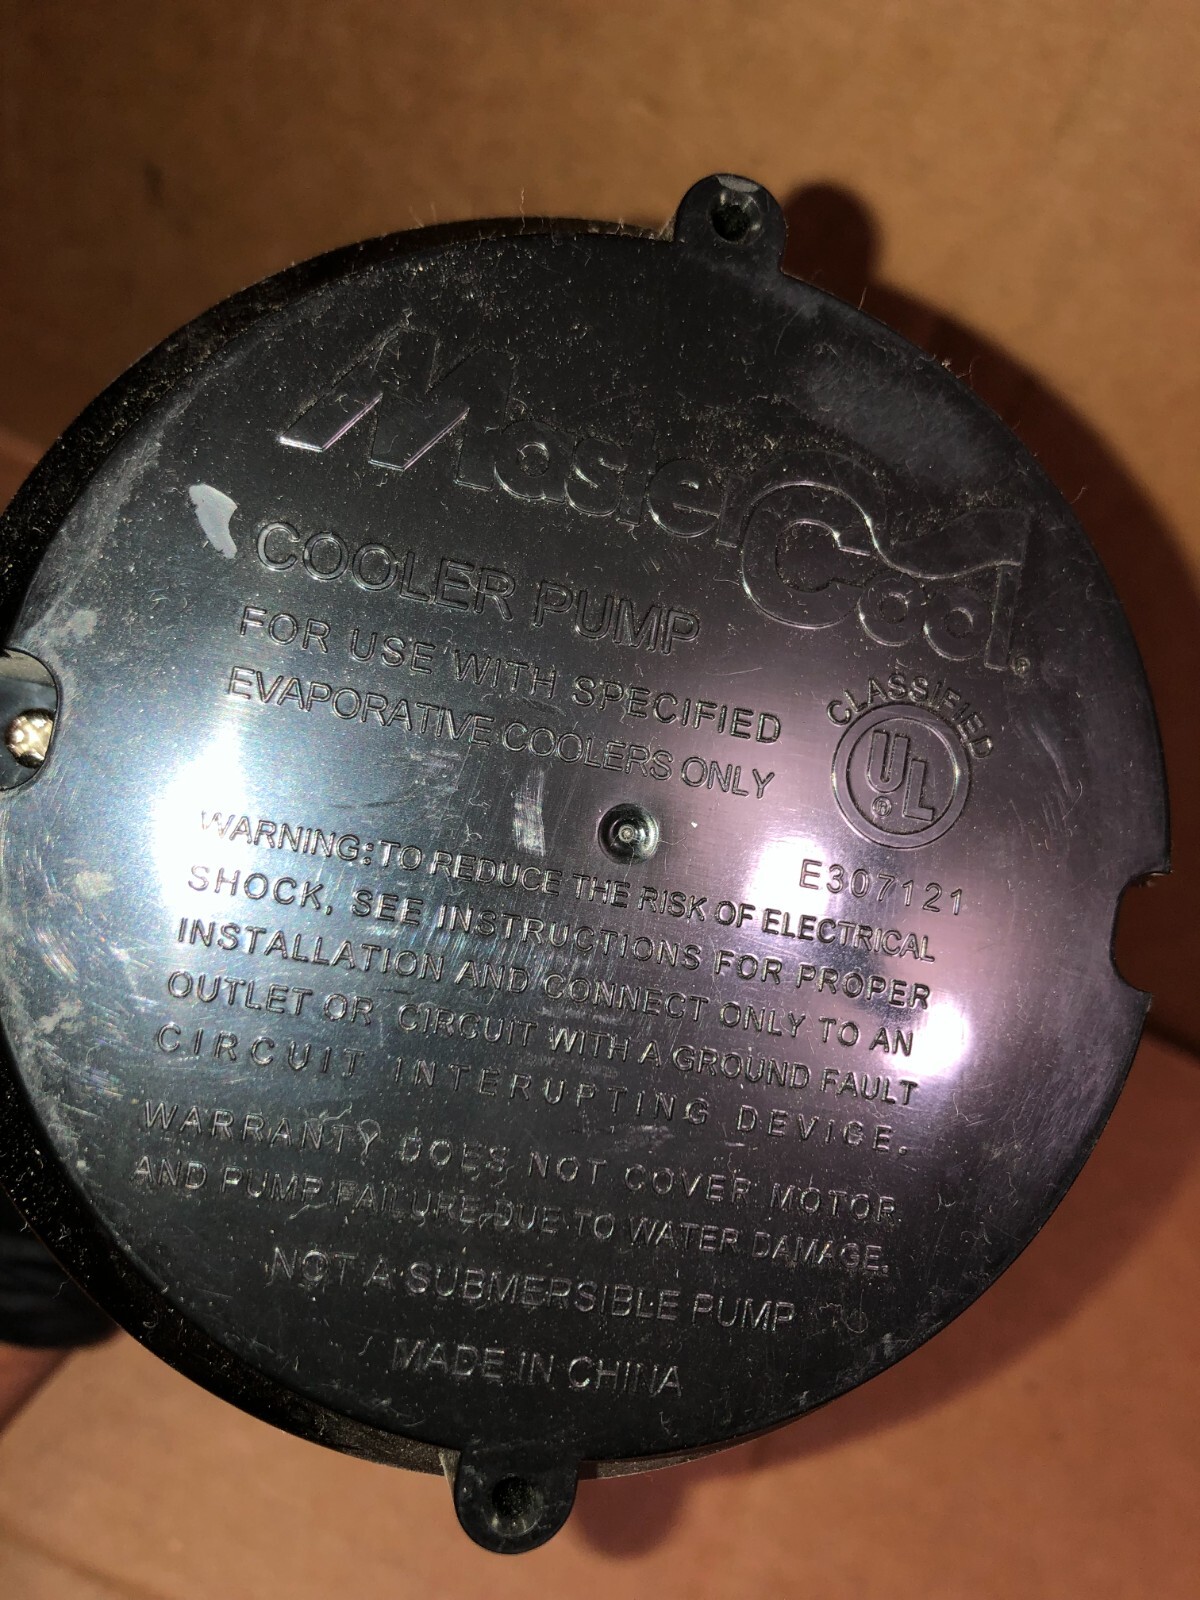 MasterCool®
COOLER PUMP
FOR USE WITH SPECIFIED
EVAPORATIVE COOLERS ONLY
CLASSIFIED
UL®
E307121
WARNING: TO REDUCE THE RISK OF ELECTRICAL
SHOCK, SEE INSTRUCTIONS FOR PROPER
INSTALLATION AND CONNECT ONLY TO AN
OUTLET OR CIRCUIT WITH A GROUND FAULT
CIRCUIT INTERUPTING DEVICE.
WARRANTY DOES NOT COVER MOTOR
AND PUMP FAILURE DUE TO WATER DAMAGE.
NOT A SUBMERSIBLE PUMP
MADE IN CHINA